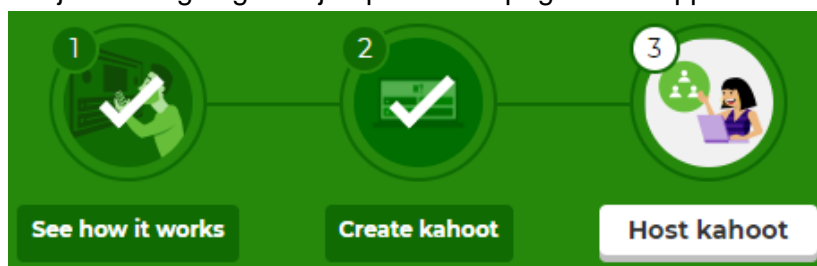 1
2
3
See how it works
Create kahoot
Host kahoot